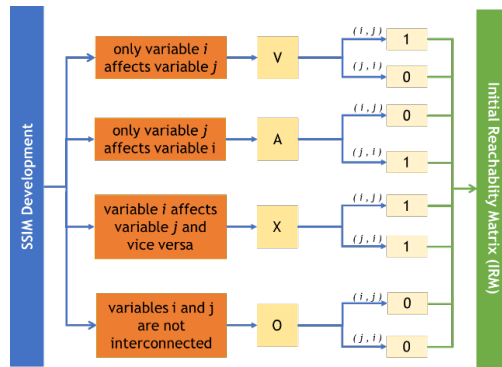 SSIM Development
only variable i
affects variable j
V
(i,j)
1
(j,i)
0
only variable j
affects variable i
A
(i,j)
0
(j,i)
1
variable i affects
variable j and
vice versa
X
(i,j)
1
(j,i)
1
variables i and j
are not
interconnected
O
(i,j)
0
(j,i)
0
Initial Reachablity Matrix (IRM)